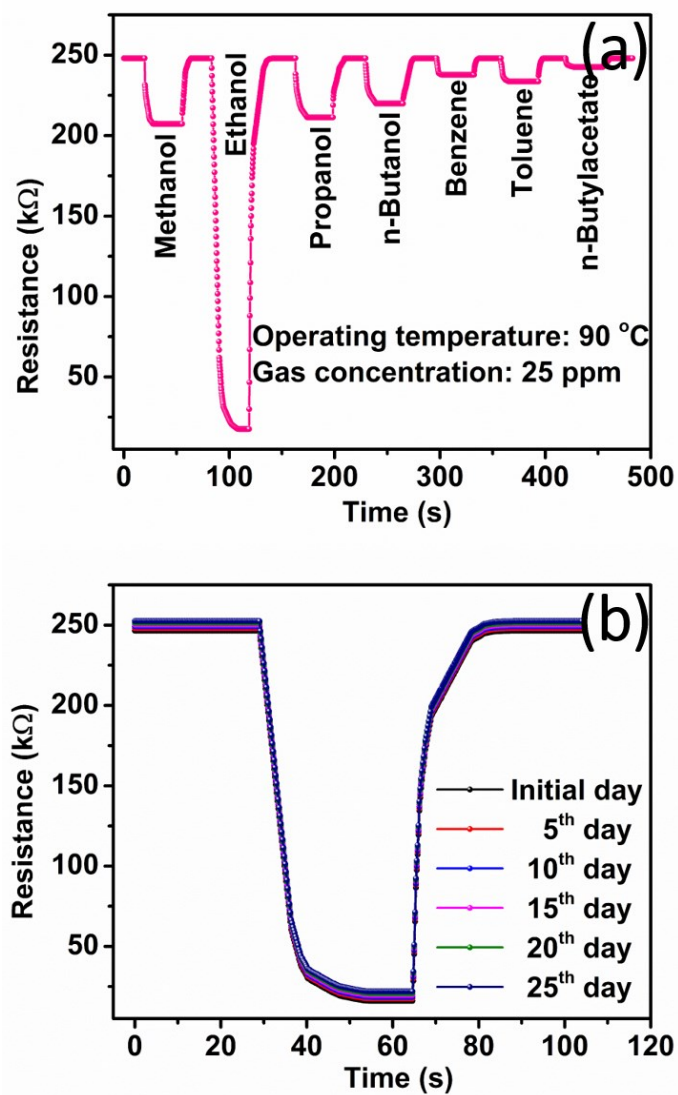 (a)
250
200
150
100
50
Resistance (kΩ)
Methanol
Ethanol
Propanol
n-Butanol
Benzene
Toluene
n-Butylacetate
Operating temperature: 90 °C
Gas concentration: 25 ppm
0 100 200 300 400 500
Time (s)
(b)
250
200
150
100
50
Resistance (kΩ)
Initial day
5th day
10th day
15th day
20th day
25th day
0 20 40 60 80 100 120
Time (s)